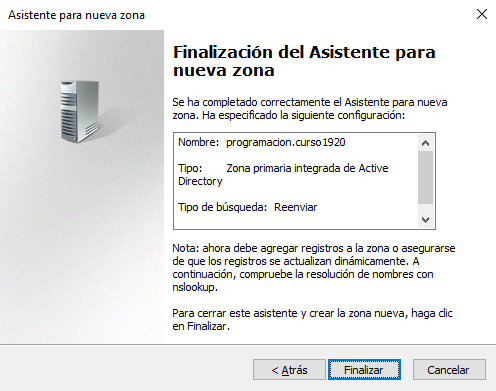 Asistente para nueva zona
Finalización del Asistente para
nueva zona
Se ha completado correctamente el Asistente para nueva
zona. Ha especificado la siguiente configuración:
Nombre: programacion.curso1920
Tipo: Zona primaria integrada de Active
Directory
Tipo de búsqueda: Reenviar
Nota: ahora debe agregar registros a la zona o asegurarse
de que los registros se actualizan dinámicamente. A
continuación, compruebe la resolución de nombres con
nslookup.
Para cerrar este asistente y crear la zona nueva, haga clic
en Finalizar.
< Atrás Finalizar Cancelar